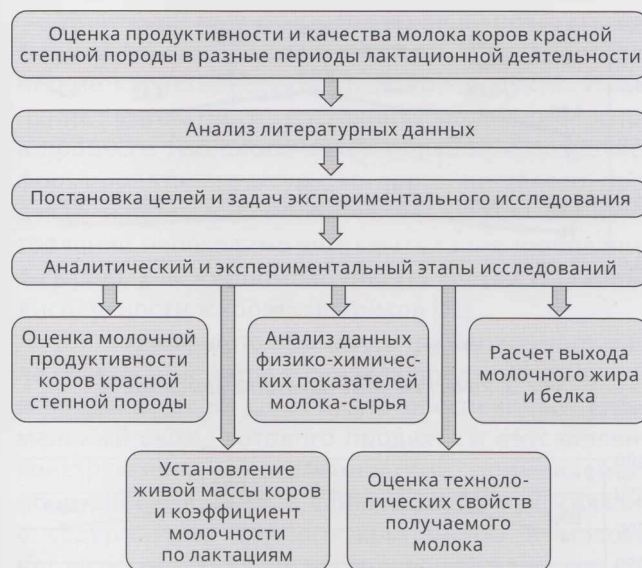 Оценка продуктивности и качества молока коров красной
степной породы в разные периоды лактационной деятельности
Анализ литературных данных
Постановка целей и задач экспериментального исследования
Аналитический и экспериментальный этапы исследований
Оценка молочной
продуктивности
коров красной
степной породы
Анализ данных
физико-химичес-
ких показателей
молока-сырья
Расчет выхода
молочного жира
и белка
Установление
живой массы коров
и коэффициент
молочности
по лактациям
Оценка техноло-
гических свойств
получаемого
молока